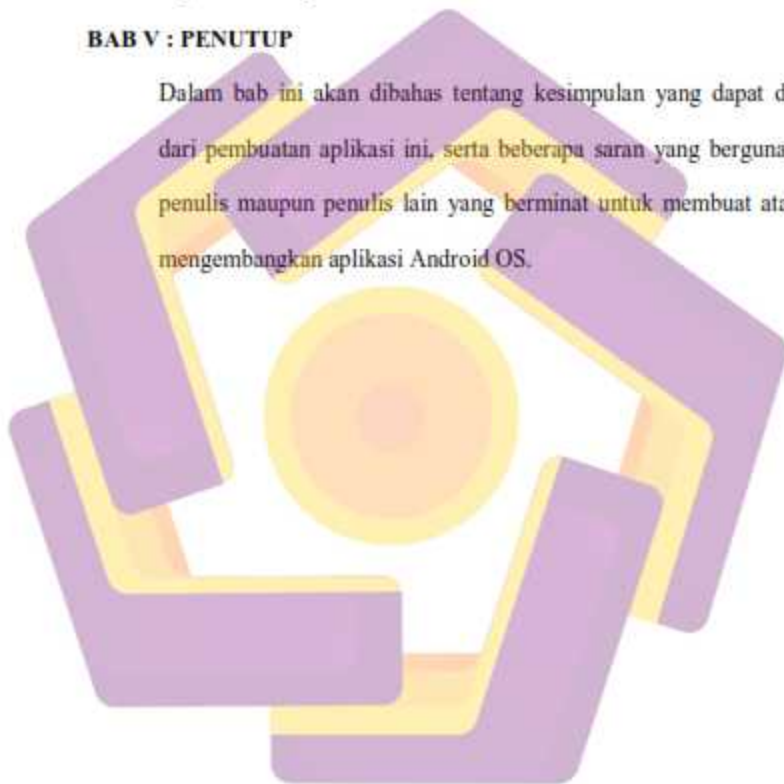 BAB V : PENUTUP
Dalam bab ini akan dibahas tentang kesimpulan yang dapat
dari pembuatan aplikasi ini, serta beberapa saran yang berguna
penulis maupun penulis lain yang berminat untuk membuat
mengembangkan aplikasi Android OS.